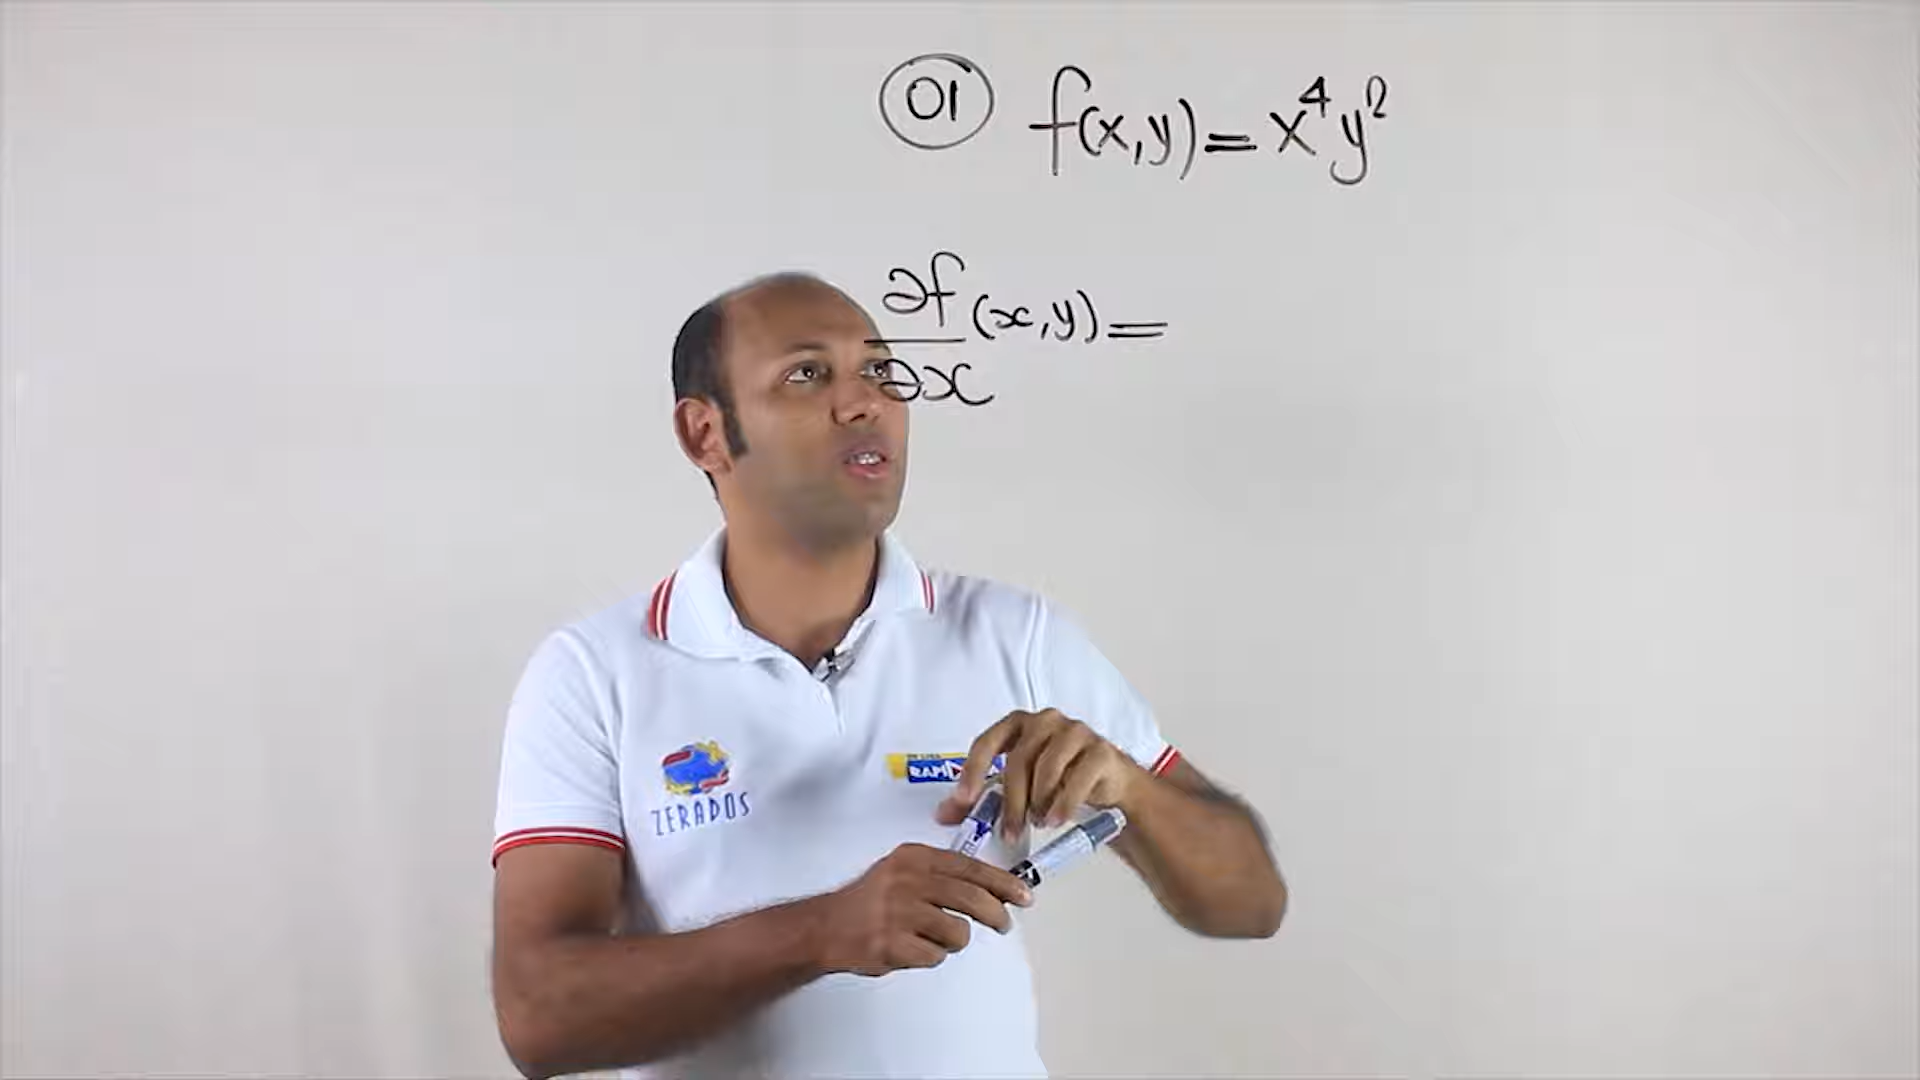 01 f(x,y)=x⁴y²
∂f/∂x (x,y)=
ZERADOS